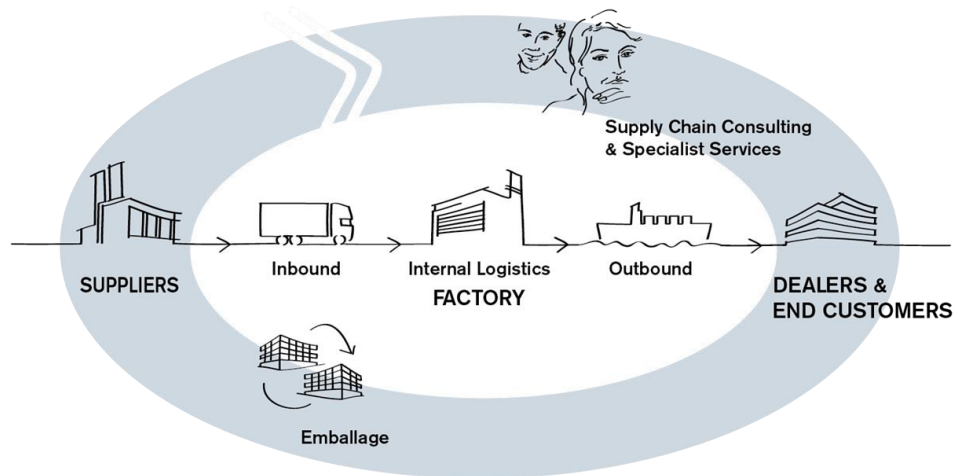 Supply Chain Consulting
& Specialist Services
SUPPLIERS
Inbound
Internal Logistics
FACTORY
Outbound
DEALERS &
END CUSTOMERS
Emballage